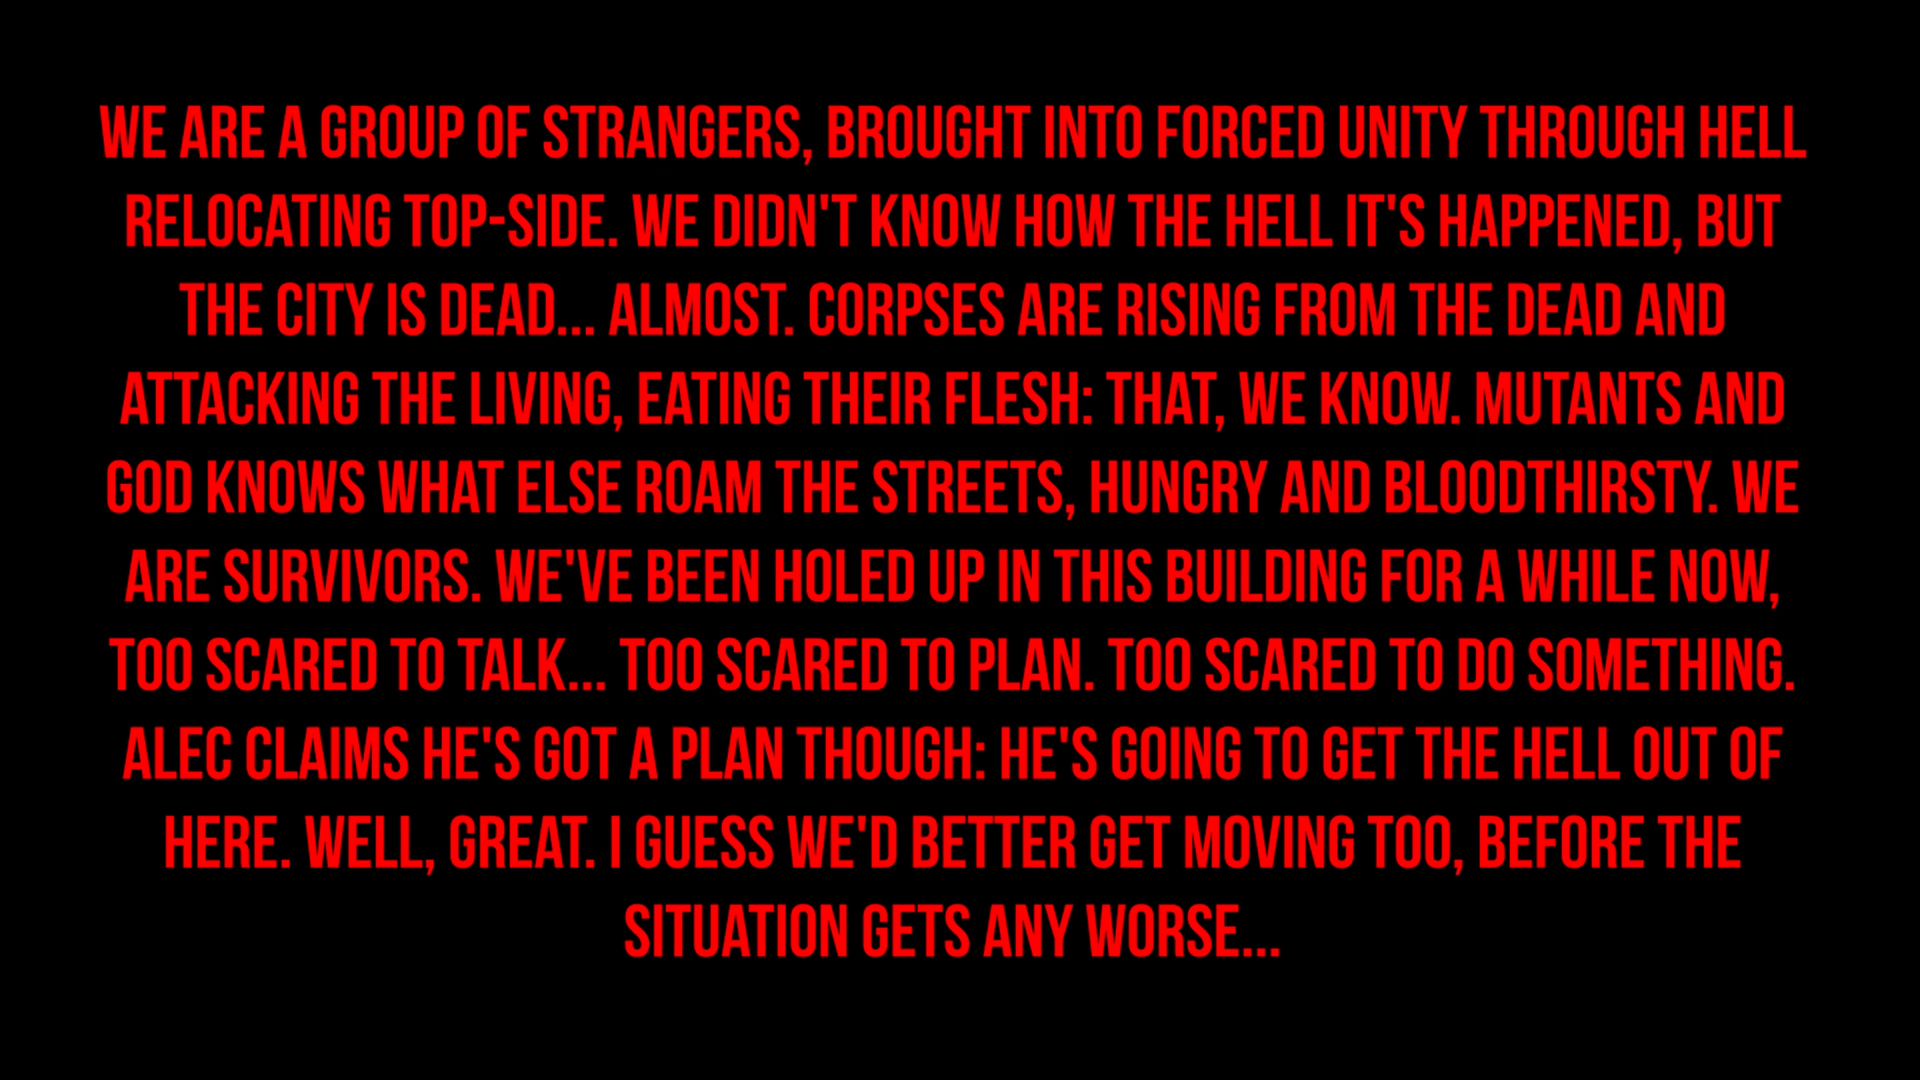 WE ARE A GROUP OF STRANGERS, BROUGHT INTO FORCED UNITY THROUGH HELL
RELOCATING TOP-SIDE. WE DIDN'T KNOW HOW THE HELL IT'S HAPPENED, BUT
THE CITY IS DEAD... ALMOST. CORPSES ARE RISING FROM THE DEAD AND
ATTACKING THE LIVING, EATING THEIR FLESH: THAT, WE KNOW. MUTANTS AND
GOD KNOWS WHAT ELSE ROAM THE STREETS, HUNGRY AND BLOODTHIRSTY. WE
ARE SURVIVORS. WE'VE BEEN HOLED UP IN THIS BUILDING FOR A WHILE NOW,
TOO SCARED TO TALK... TOO SCARED TO PLAN. TOO SCARED TO DO SOMETHING.
ALEC CLAIMS HE'S GOT A PLAN THOUGH: HE'S GOING TO GET THE HELL OUT OF
HERE. WELL, GREAT. I GUESS WE'D BETTER GET MOVING TOO, BEFORE THE
SITUATION GETS ANY WORSE...